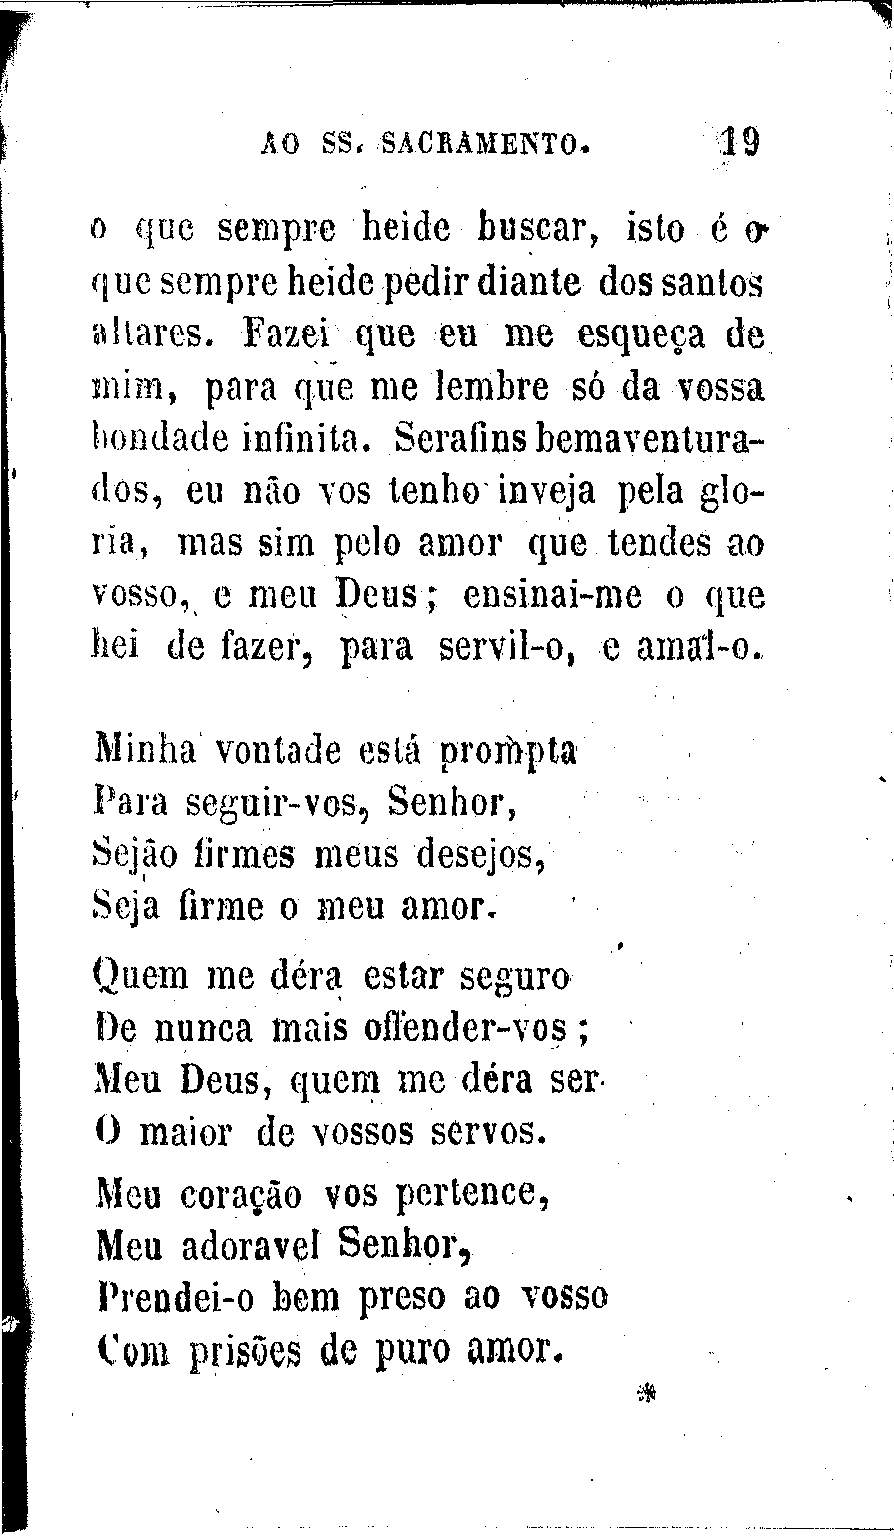 AO SS. SACRAMENTO. 19
o que sempre heide buscar, isto é o
que sempre heide pedir diante dos santos
altares. Fazei que eu me esqueça de
mim, para que me lembre só da vossa
bondade infinita. Serafins bemaventura-
dos, eu não vos tenho inveja pela glo-
ria, mas sim pelo amor que tendes ao
vosso, e meu Deus; ensinai-me o que
hei de fazer, para servil-o, e amal-o.
Minha vontade está prompta
Para seguir-vos, Senhor,
Sejão firmes meus desejos,
Seja firme o meu amor.
Quem me déra estar seguro
De nunca mais offender-vos;
Meu Deus, quem me déra ser
O maior de vossos servos.
Meu coração vos pertence,
Meu adoravel Senhor,
Prendei-o bem preso ao vosso
Com prisões de puro amor.
*